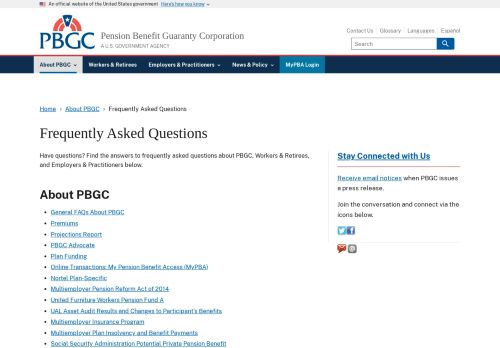 An official website of the United States government Here's how you know
PBGC
Pension Benefit Guaranty Corporation
A U.S. GOVERNMENT AGENCY
Contact Us Glossary Languages Español
Search
About PBGC Workers & Retirees Employers & Practitioners News & Policy MyPBA Login
Home › About PBGC › Frequently Asked Questions
Frequently Asked Questions
Have questions? Find the answers to frequently asked questions about PBGC, Workers & Retirees,
and Employers & Practitioners below.
About PBGC
General FAQs About PBGC
Premiums
Projections Report
PBGC Advocate
Plan Funding
Online Transactions: My Pension Benefit Access (MyPBA)
Nortel Plan-Specific
Multiemployer Pension Reform Act of 2014
United Furniture Workers Pension Fund A
UAL Asset Audit Results and Changes to Participant's Benefits
Multiemployer Insurance Program
Multiemployer Plan Insolvency and Benefit Payments
Social Security Administration Potential Private Pension Benefit
Stay Connected with Us
Receive email notices when PBGC issues
a press release.
Join the conversation and connect via the
icons below.